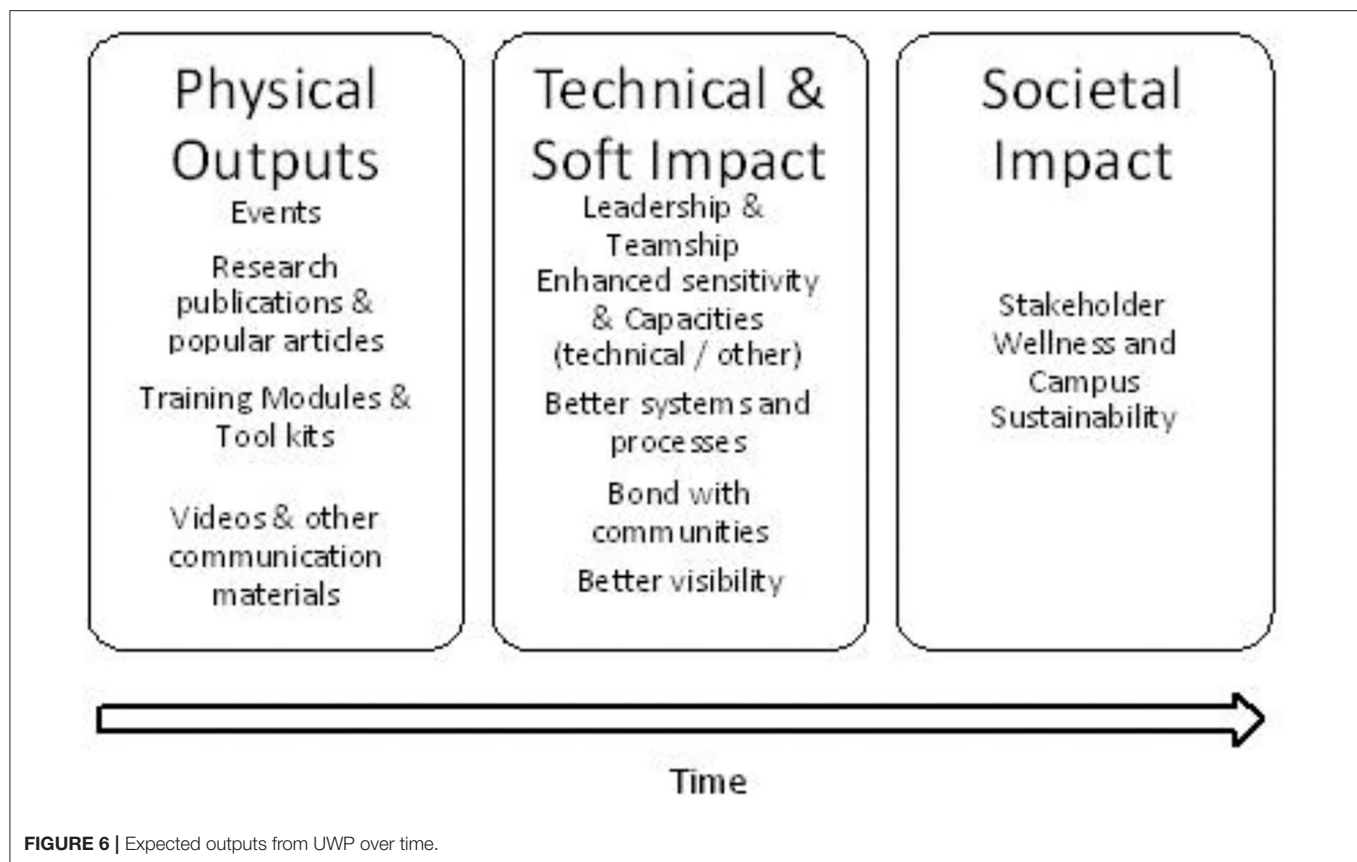 Physical
Outputs
Events
Research
publications &
popular articles
Training Modules &
Tool kits
Videos & other
communication
materials
Technical &
Soft Impact
Leadership &
Teamship
Enhanced sensitivity
& Capacities
(technical / other)
Better systems and
processes
Bond with
communities
Better visibility
Societal
Impact
Stakeholder
Wellness and
Campus
Sustainability
Time
FIGURE 6 | Expected outputs from UWP over time.